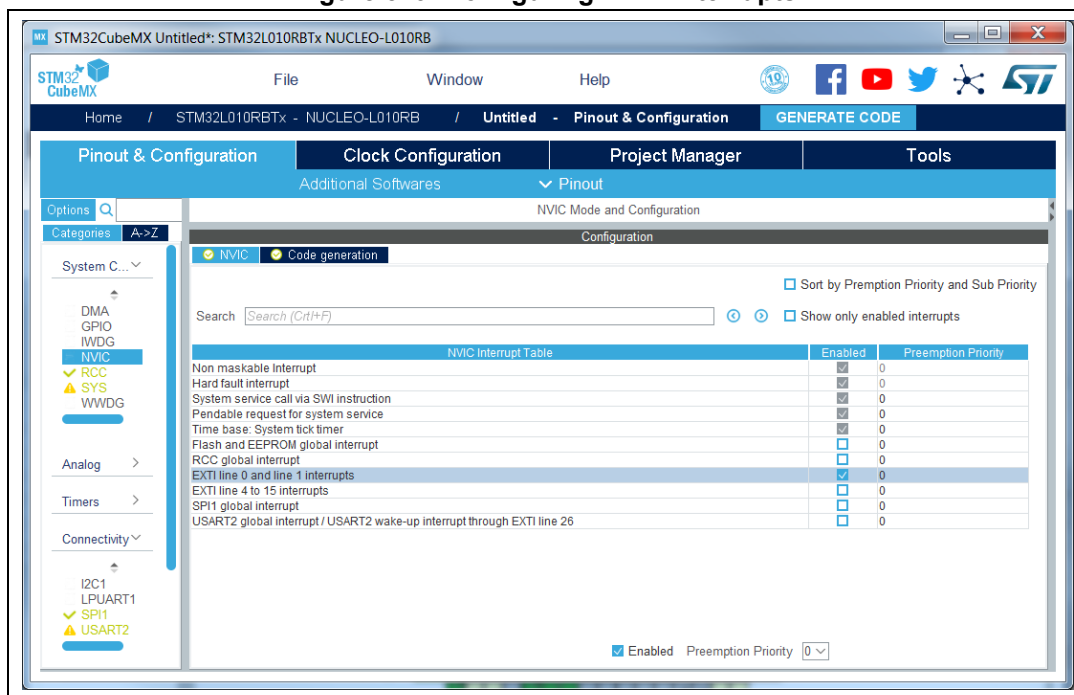 STM32CubeMX Untitled*: STM32L010RBTx NUCLEO-L010RB
STM32 CubeMX
File Window Help
10
Home / STM32L010RBTx - NUCLEO-L010RB / Untitled - Pinout & Configuration GENERATE CODE
Pinout & Configuration Clock Configuration Project Manager Tools
Additional Softwares Pinout
Options
NVIC Mode and Configuration
Categories A->Z
Configuration
NVIC Code generation
System C...
Sort by Premption Priority and Sub Priority
DMA
GPIO
IWDG
NVIC
RCC
SYS
WWDG
Search Search (Crtl+F) Show only enabled interrupts
NVIC Interrupt Table Enabled Preemption Priority
Non maskable Interrupt 0
Hard fault interrupt 0
System service call via SWI instruction 0
Pendable request for system service 0
Time base: System tick timer 0
Flash and EEPROM global interrupt 0
RCC global interrupt 0
EXTI line 0 and line 1 interrupts 0
EXTI line 4 to 15 interrupts 0
SPI1 global interrupt 0
USART2 global interrupt / USART2 wake-up interrupt through EXTI line 26 0
Analog
Timers
Connectivity
I2C1
LPUART1
SPI1
USART2
Enabled Preemption Priority 0